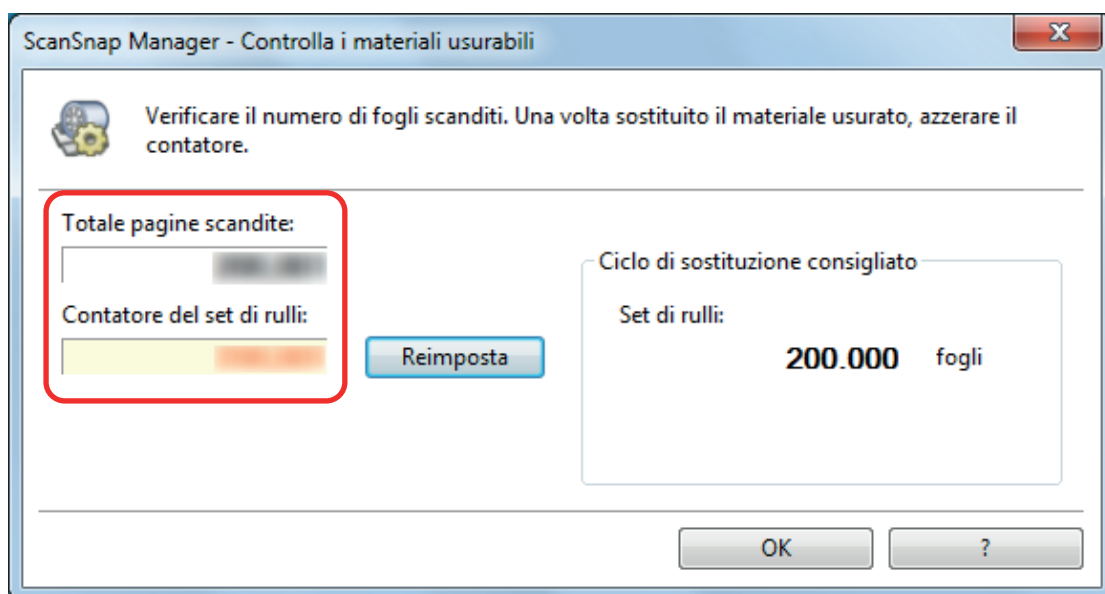 ScanSnap Manager - Controlla i materiali usurabili
Verificare il numero di fogli scanditi. Una volta sostituito il materiale usurato, azzerare il
contatore.
Totale pagine scandite:
Contatore del set di rulli:
Reimposta
Ciclo di sostituzione consigliato
Set di rulli:
200.000 fogli
OK
?